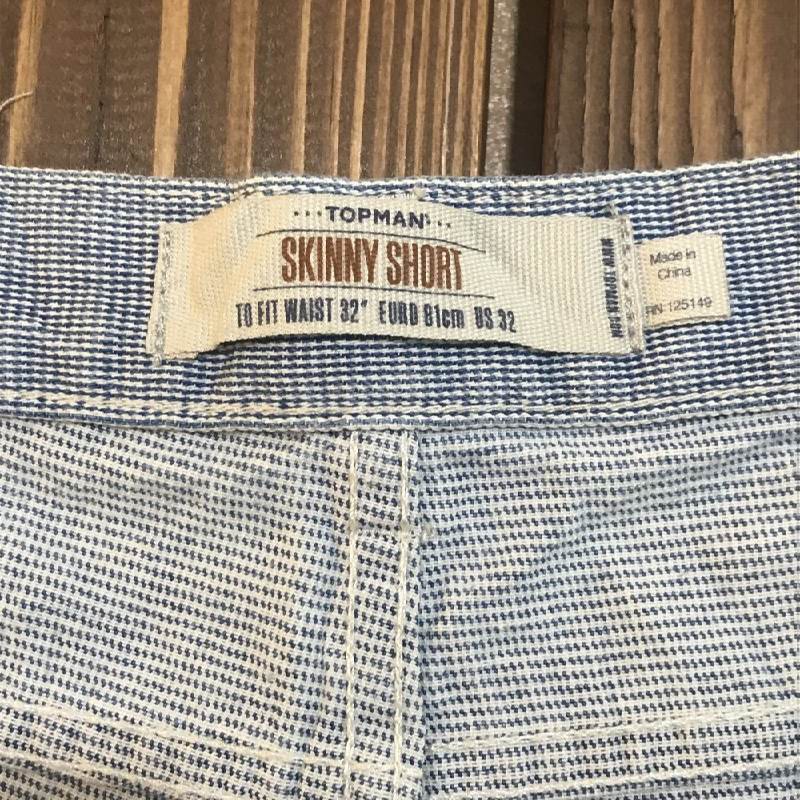 ···TOPMAN···
SKINNY SHORT
TO FIT WAIST 32" EURO 81cm US 32
WWW.TOPMAN.COM
Made in
China
RN 125149